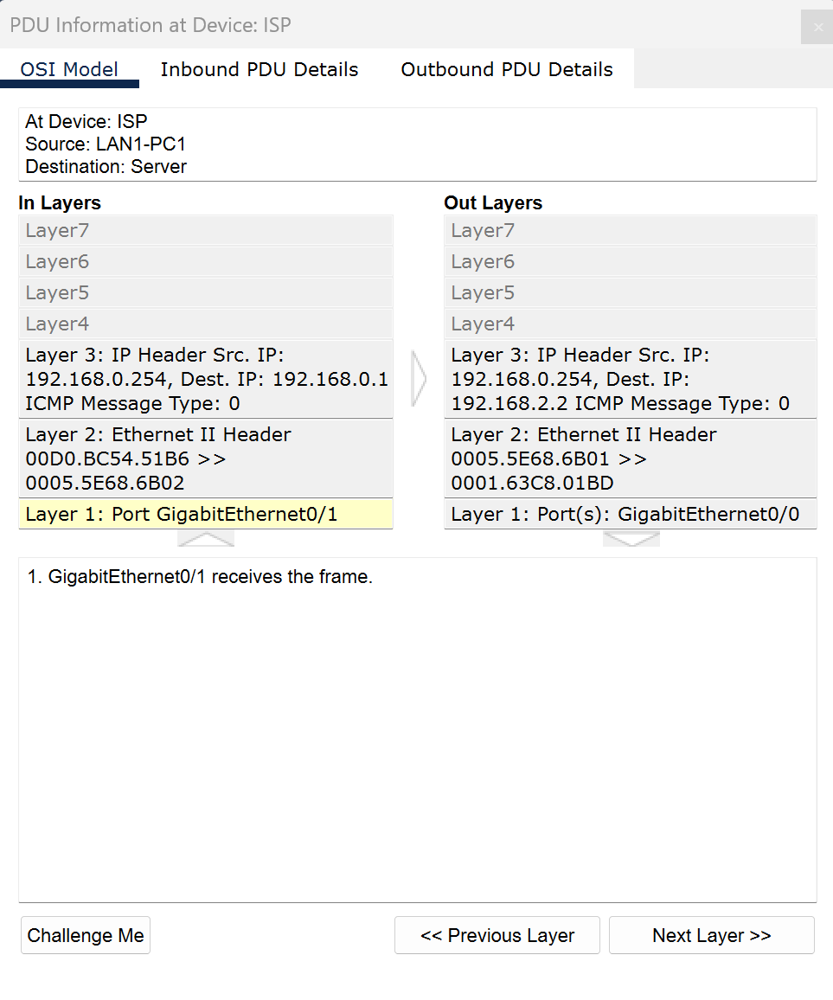 PDU Information at Device: ISP
×
OSI Model
Inbound PDU Details
Outbound PDU Details
At Device: ISP
Source: LAN1-PC1
Destination: Server
In Layers
Layer7
Layer6
Layer5
Layer4
Layer 3: IP Header Src. IP:
192.168.0.254, Dest. IP: 192.168.0.1
ICMP Message Type: 0
Layer 2: Ethernet II Header
00D0.BC54.51B6 >>
0005.5E68.6B02
Layer 1: Port GigabitEthernet0/1
Out Layers
Layer7
Layer6
Layer5
Layer4
Layer 3: IP Header Src. IP:
192.168.0.254, Dest. IP:
192.168.2.2 ICMP Message Type: 0
Layer 2: Ethernet II Header
0005.5E68.6B01 >>
0001.63C8.01BD
Layer 1: Port(s): GigabitEthernet0/0
1. GigabitEthernet0/1 receives the frame.
Challenge Me
<< Previous Layer
Next Layer >>